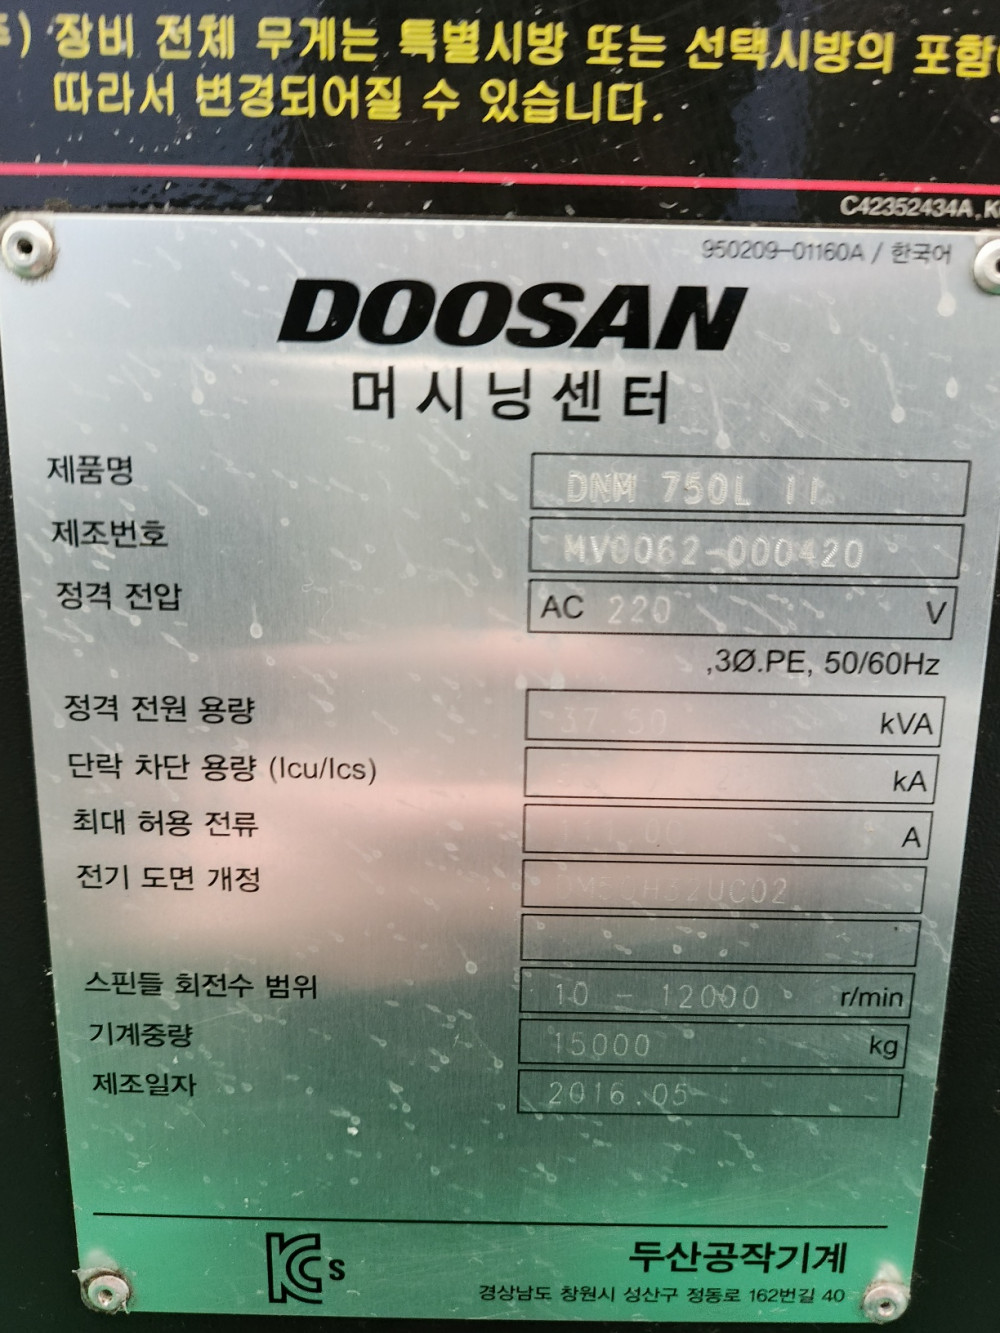 ) 장비 전체 무게는 특별시방 또는 선택시방의 포함
따라서 변경되어질 수 있습니다.
C42352434A,K
950209-01160A / 한국어
DOOSAN
머시닝센터
제품명 DNM 750L II
제조번호 MV0062-000420
정격 전압 AC 220 V
,3Ø.PE, 50/60Hz
정격 전원 용량 37.50 kVA
단락 차단 용량 (Icu/Ics) kA
최대 허용 전류 A
전기 도면 개정
스핀들 회전수 범위 10 - 12000 r/min
기계중량 15000 kg
제조일자 2016.05
KCs 두산공작기계
경상남도 창원시 성산구 정동로 162번길 40